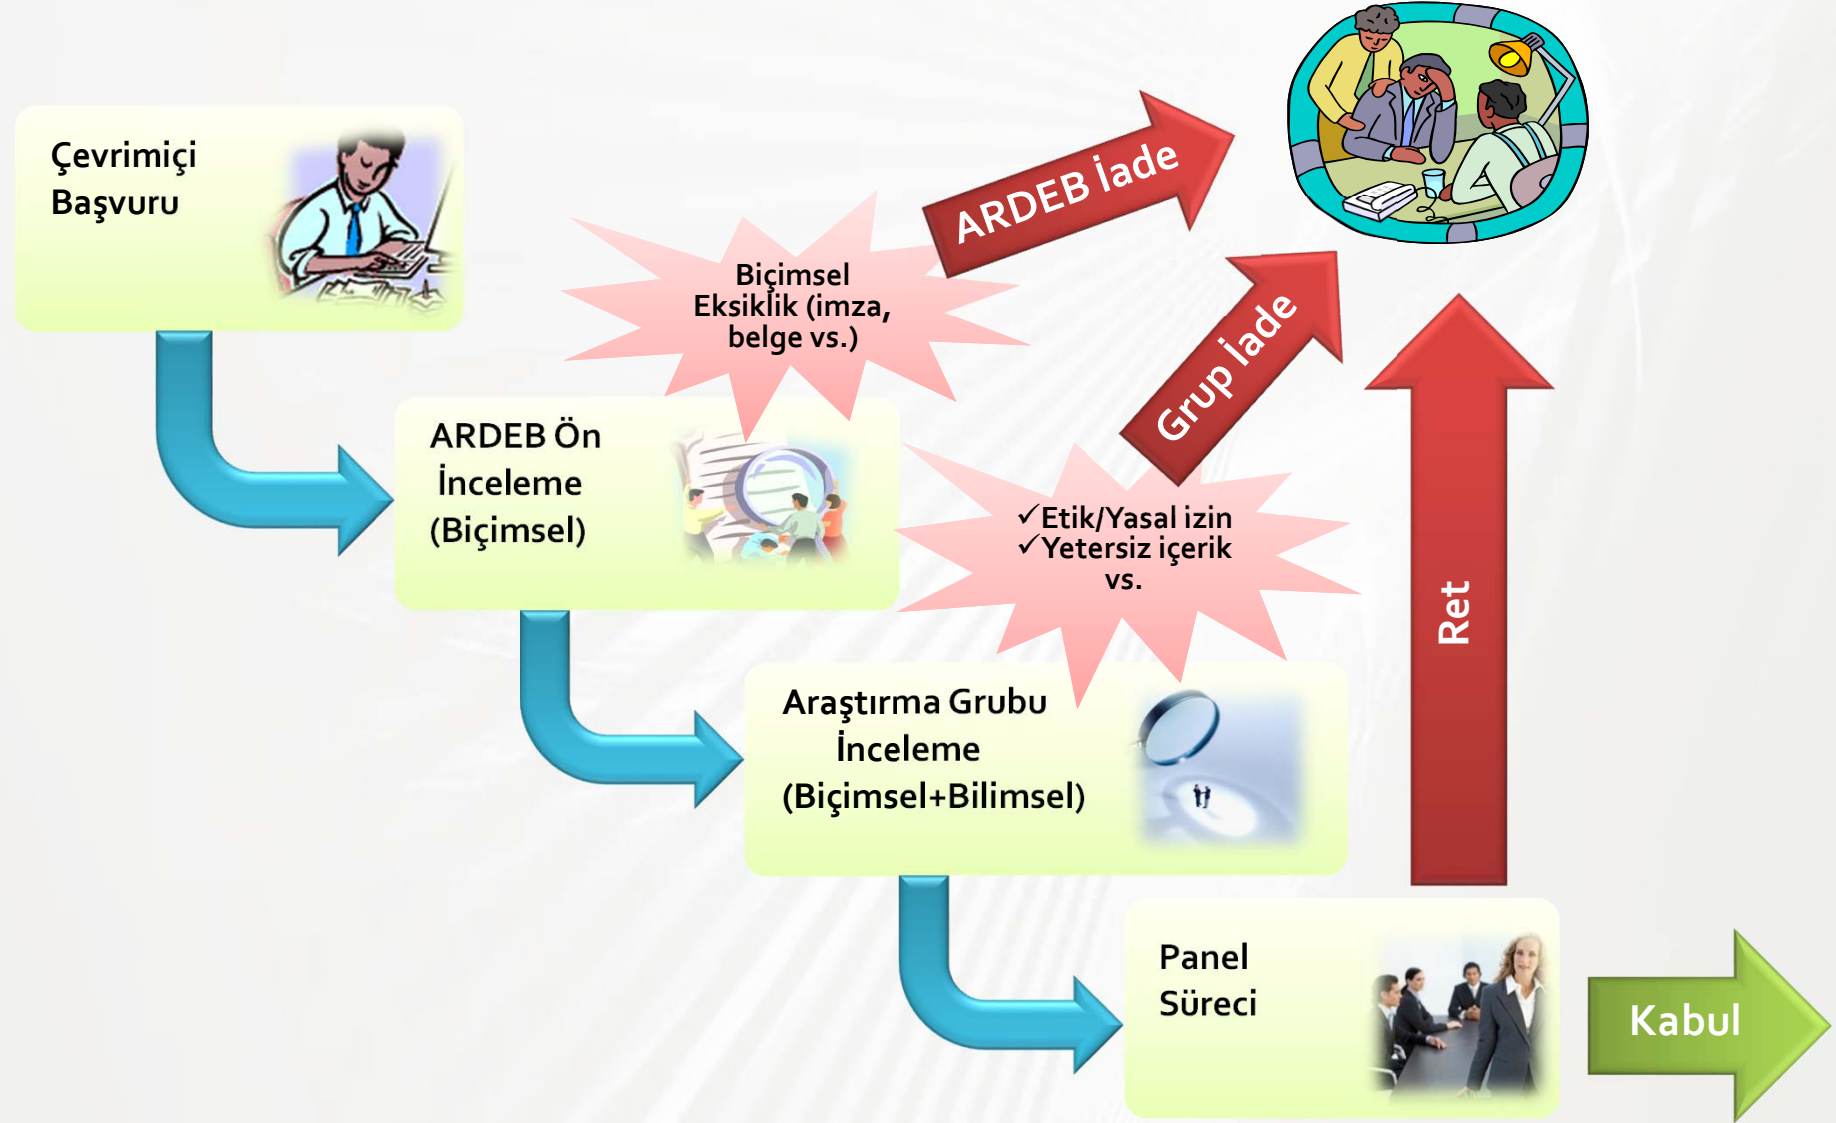 Çevrimiçi
Başvuru
ARDEB İade
Biçimsel
Eksiklik (imza,
belge vs.)
Grup İade
ARDEB Ön
İnceleme
(Biçimsel)
✓Etik/Yasal izin
✓Yetersiz içerik
vs.
Ret
Araştırma Grubu
İnceleme
(Biçimsel+Bilimsel)
Panel
Süreci
Kabul